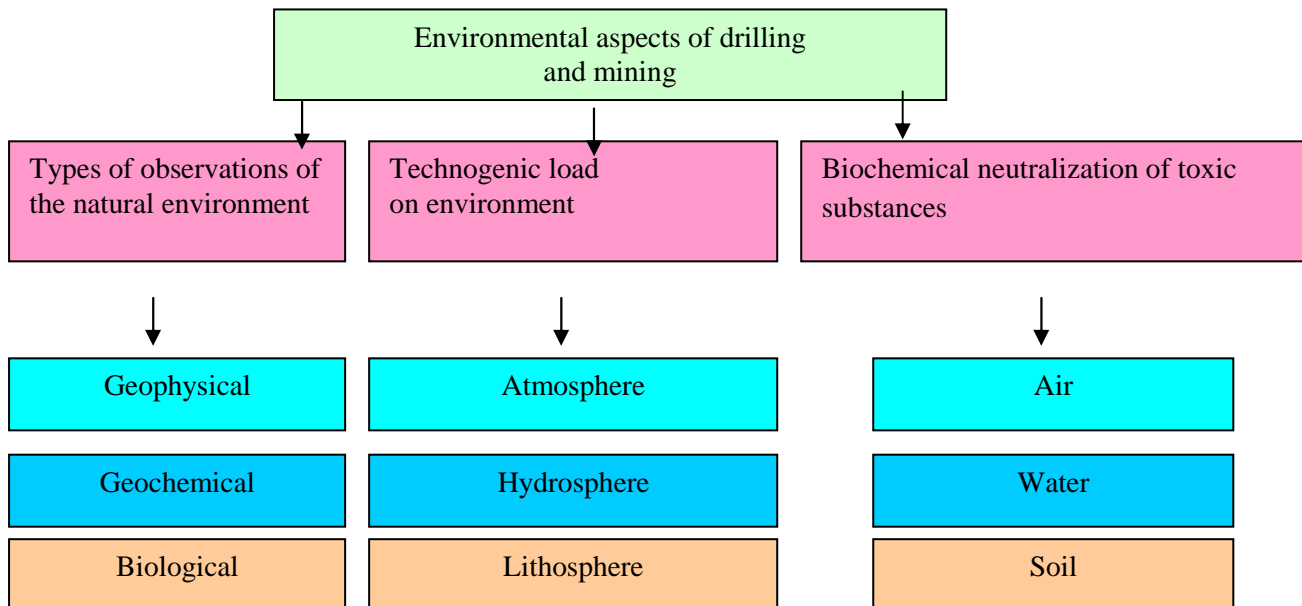 Environmental aspects of drilling
and mining
Types of observations of
the natural environment
Technogenic load
on environment
Biochemical neutralization of toxic
substances
Geophysical
Atmosphere
Air
Geochemical
Hydrosphere
Water
Biological
Lithosphere
Soil